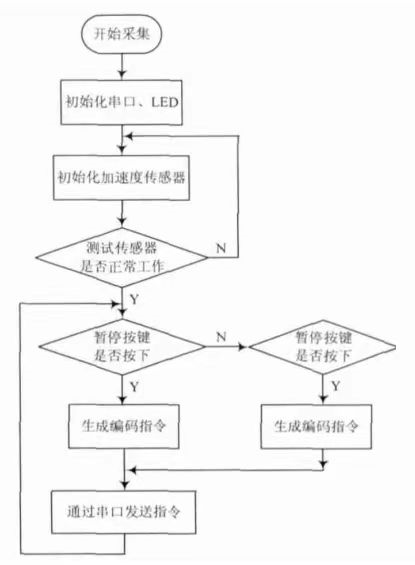 开始采集
初始化串口、LED
初始化加速度传感器
测试传感器
是否正常工作
N
Y
暂停按键
是否按下
N
暂停按键
是否按下
Y
Y
生成编码指令
生成编码指令
通过串口发送指令